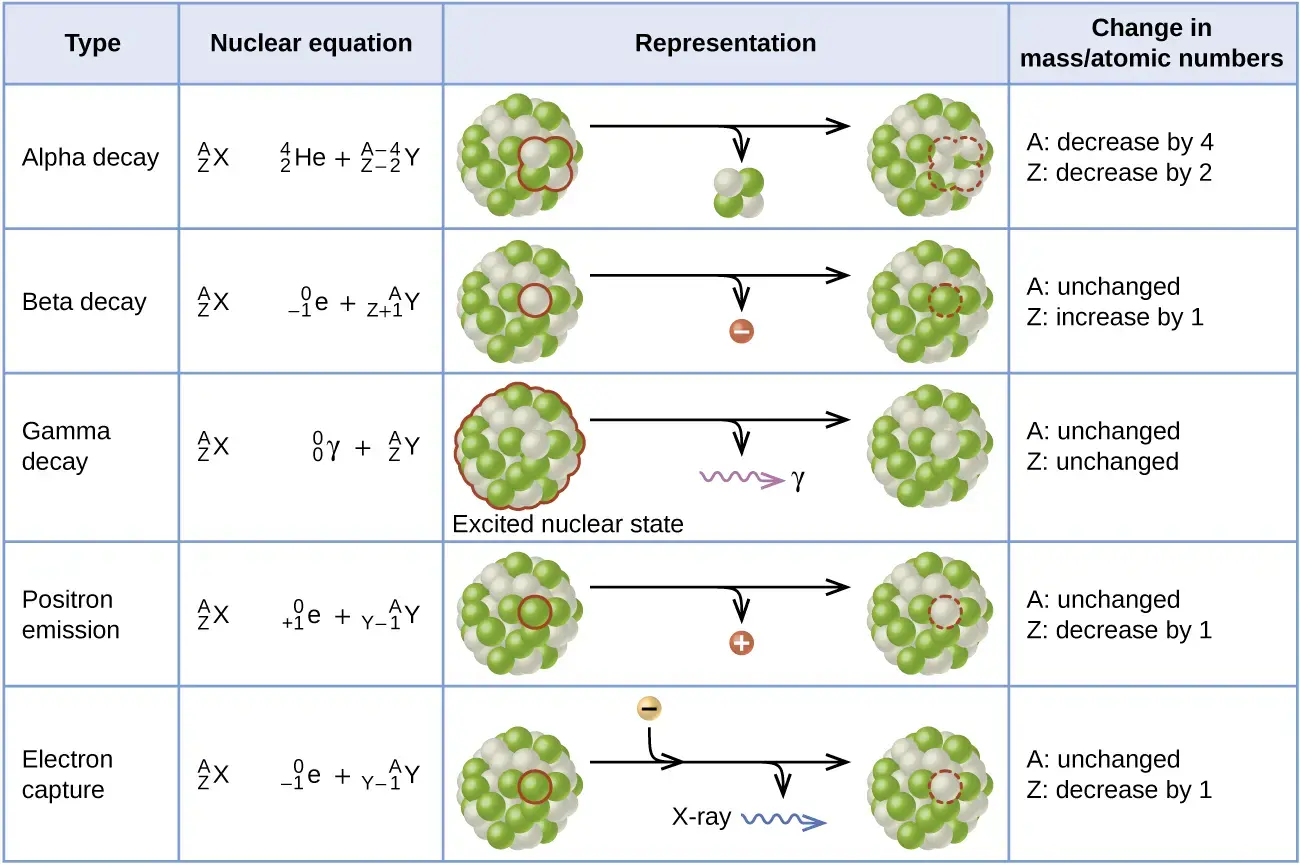 Type
Nuclear equation
Representation
Change in
mass/atomic numbers
Alpha decay
A
Z X
4
2 He + A−4
Z−2 Y
A: decrease by 4
Z: decrease by 2
Beta decay
A
Z X
0
−1 e + A
Z+1 Y
−
A: unchanged
Z: increase by 1
Gamma
decay
A
Z X
0
0 γ + A
Z Y
γ
Excited nuclear state
A: unchanged
Z: unchanged
Positron
emission
A
Z X
0
+1 e + A
Y−1 Y
+
A: unchanged
Z: decrease by 1
Electron
capture
A
Z X
0
−1 e + A
Y−1 Y
−
X-ray
A: unchanged
Z: decrease by 1